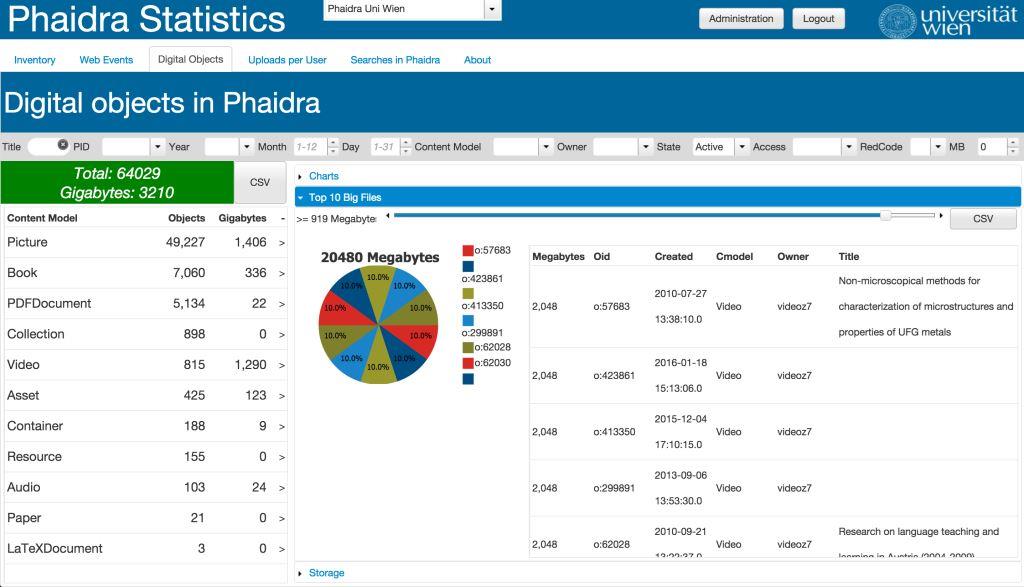 Phaidra Statistics
Phaidra Uni Wien
Administration
Logout
universität
wien
Inventory Web Events Digital Objects Uploads per User Searches in Phaidra About
Digital objects in Phaidra
Title PID Year Month 1-12 Day 1-31 Content Model Owner State Active Access RedCode MB 0
Total: 64029
Gigabytes: 3210
CSV
Content Model Objects Gigabytes -
Picture 49,227 1,406 >
Book 7,060 336 >
PDFDocument 5,134 22 >
Collection 898 0 >
Video 815 1,290 >
Asset 425 123 >
Container 188 9 >
Resource 155 0 >
Audio 103 24 >
Paper 21 0 >
LaTeXDocument 3 0 >
Charts
Top 10 Big Files
>= 919 Megabyte
CSV
20480 Megabytes
10.0%
10.0%
10.0%
10.0%
10.0%
10.0%
10.0%
10.0%
10.0%
10.0%
o:57683
o:423861
o:413350
o:299891
o:62028
o:62030
Megabytes Oid Created Cmodel Owner Title
2,048 o:57683 2010-07-27 13:38:10.0 Video videoz7 Non-microscopical methods for
characterization of microstructures and
properties of UFG metals
2,048 o:423861 2016-01-18 15:13:06.0 Video videoz7
2,048 o:413350 2015-12-04 17:10:15.0 Video videoz7
2,048 o:299891 2013-09-06 13:53:30.0 Video videoz7
2,048 o:62028 2010-09-21 13:22:37.0 Video videoz7 Research on language teaching and
learning in Austria (2004-2009)
Storage